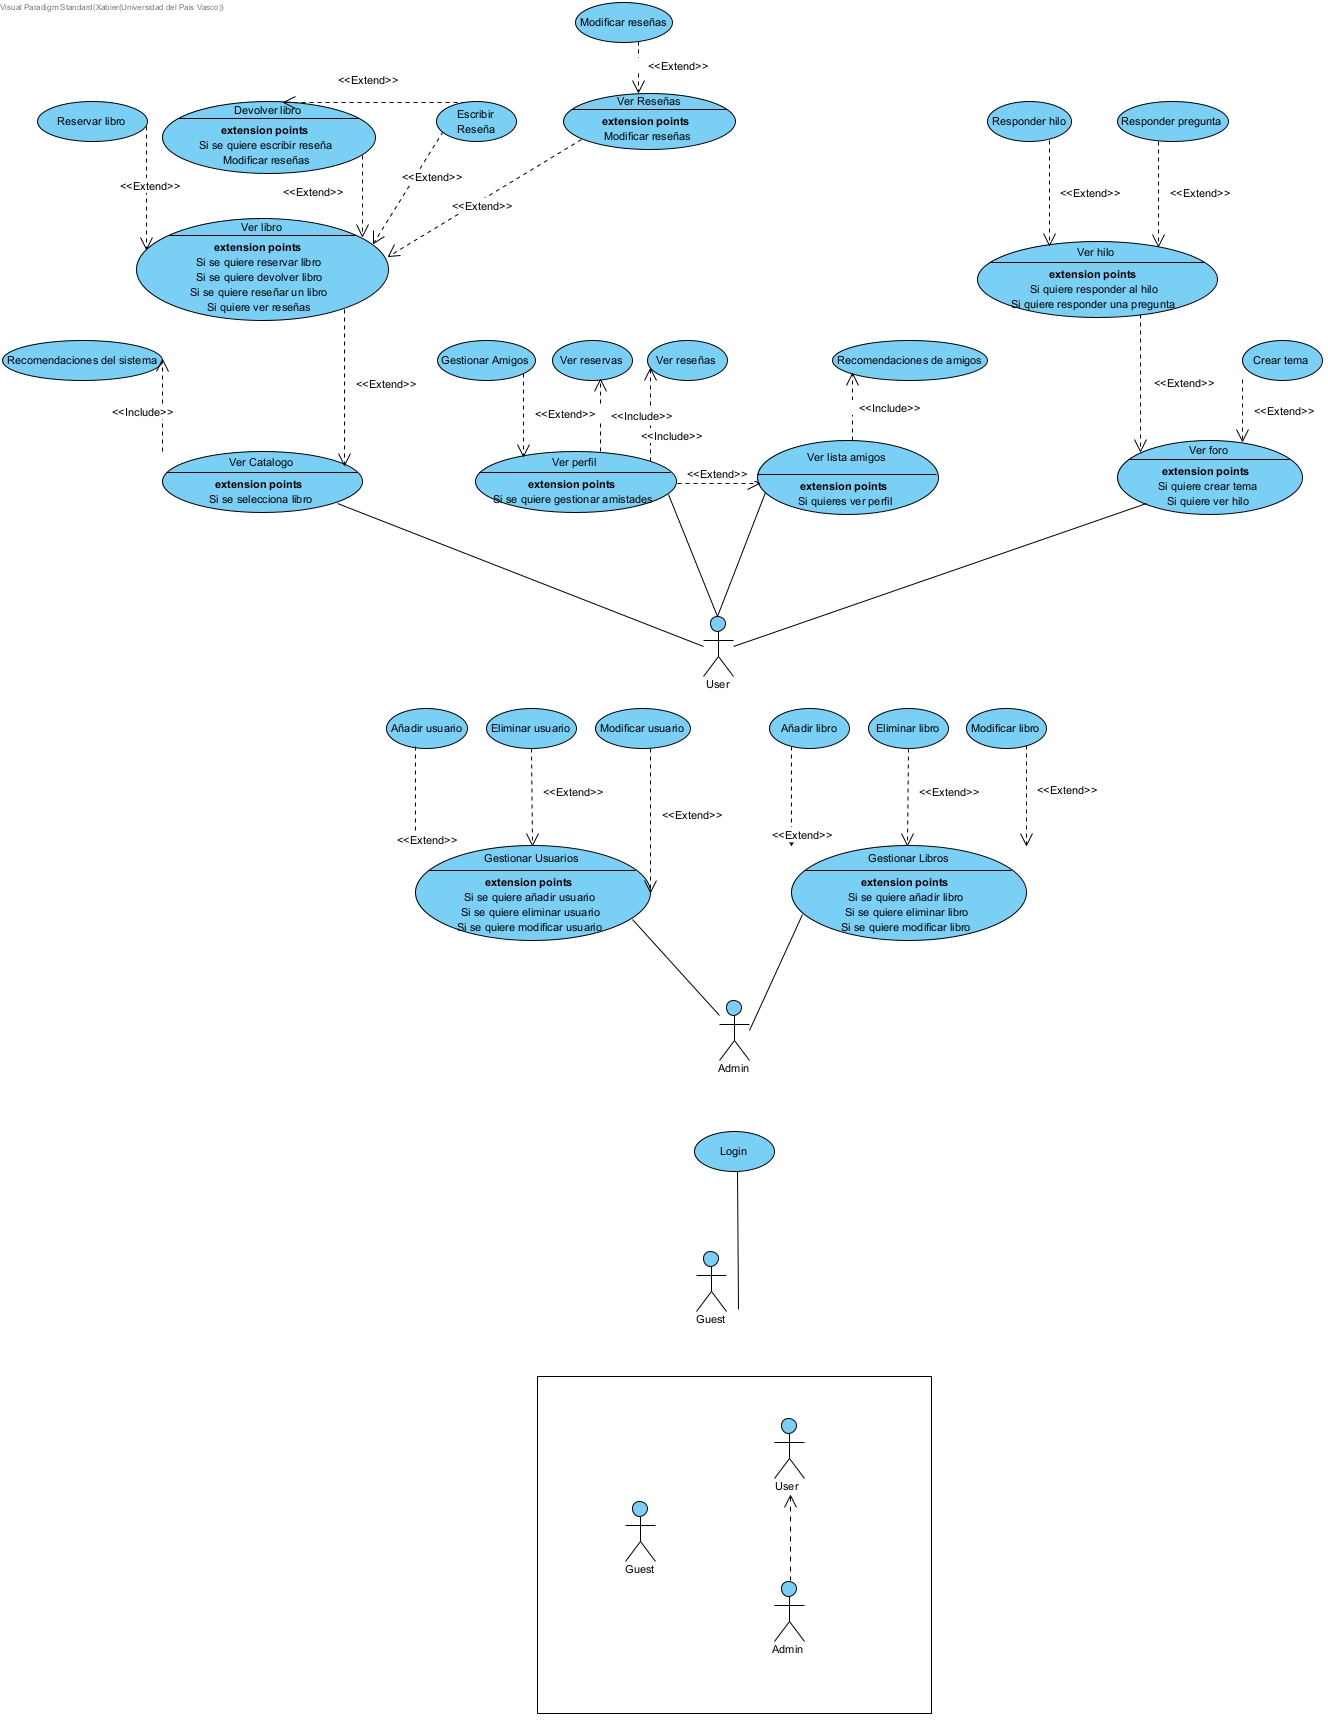 Visual Paradigm Standard(Xabier(Universidad del Pais Vasco))
Modificar reseñas
<<Extend>>
<<Extend>>
Reservar libro
Devolver libro
extension points
Si se quiere escribir reseña
Modificar reseñas
Escribir
Reseña
Ver Reseñas
extension points
Modificar reseñas
Responder hilo
Responder pregunta
<<Extend>>
<<Extend>>
<<Extend>>
<<Extend>>
<<Extend>>
<<Extend>>
Ver libro
extension points
Si se quiere reservar libro
Si se quiere devolver libro
Si se quiere reseñar un libro
Si quiere ver reseñas
Ver hilo
extension points
Si quiere responder al hilo
Si quiere responder una pregunta
Recomendaciones del sistema
Gestionar Amigos
Ver reservas
Ver reseñas
Recomendaciones de amigos
Crear tema
<<Include>>
<<Extend>>
<<Extend>>
<<Include>>
<<Include>>
<<Include>>
<<Extend>>
<<Extend>>
Ver Catalogo
extension points
Si se selecciona libro
Ver perfil
extension points
Si se quiere gestionar amistades
<<Extend>>
Ver lista amigos
extension points
Si quieres ver perfil
Ver foro
extension points
Si quiere crear tema
Si quiere ver hilo
User
Añadir usuario
Eliminar usuario
Modificar usuario
Añadir libro
Eliminar libro
Modificar libro
<<Extend>>
<<Extend>>
<<Extend>>
<<Extend>>
<<Extend>>
<<Extend>>
Gestionar Usuarios
extension points
Si se quiere añadir usuario
Si se quiere eliminar usuario
Si se quiere modificar usuario
Gestionar Libros
extension points
Si se quiere añadir libro
Si se quiere eliminar libro
Si se quiere modificar libro
Admin
Login
Guest
User
Guest
Admin